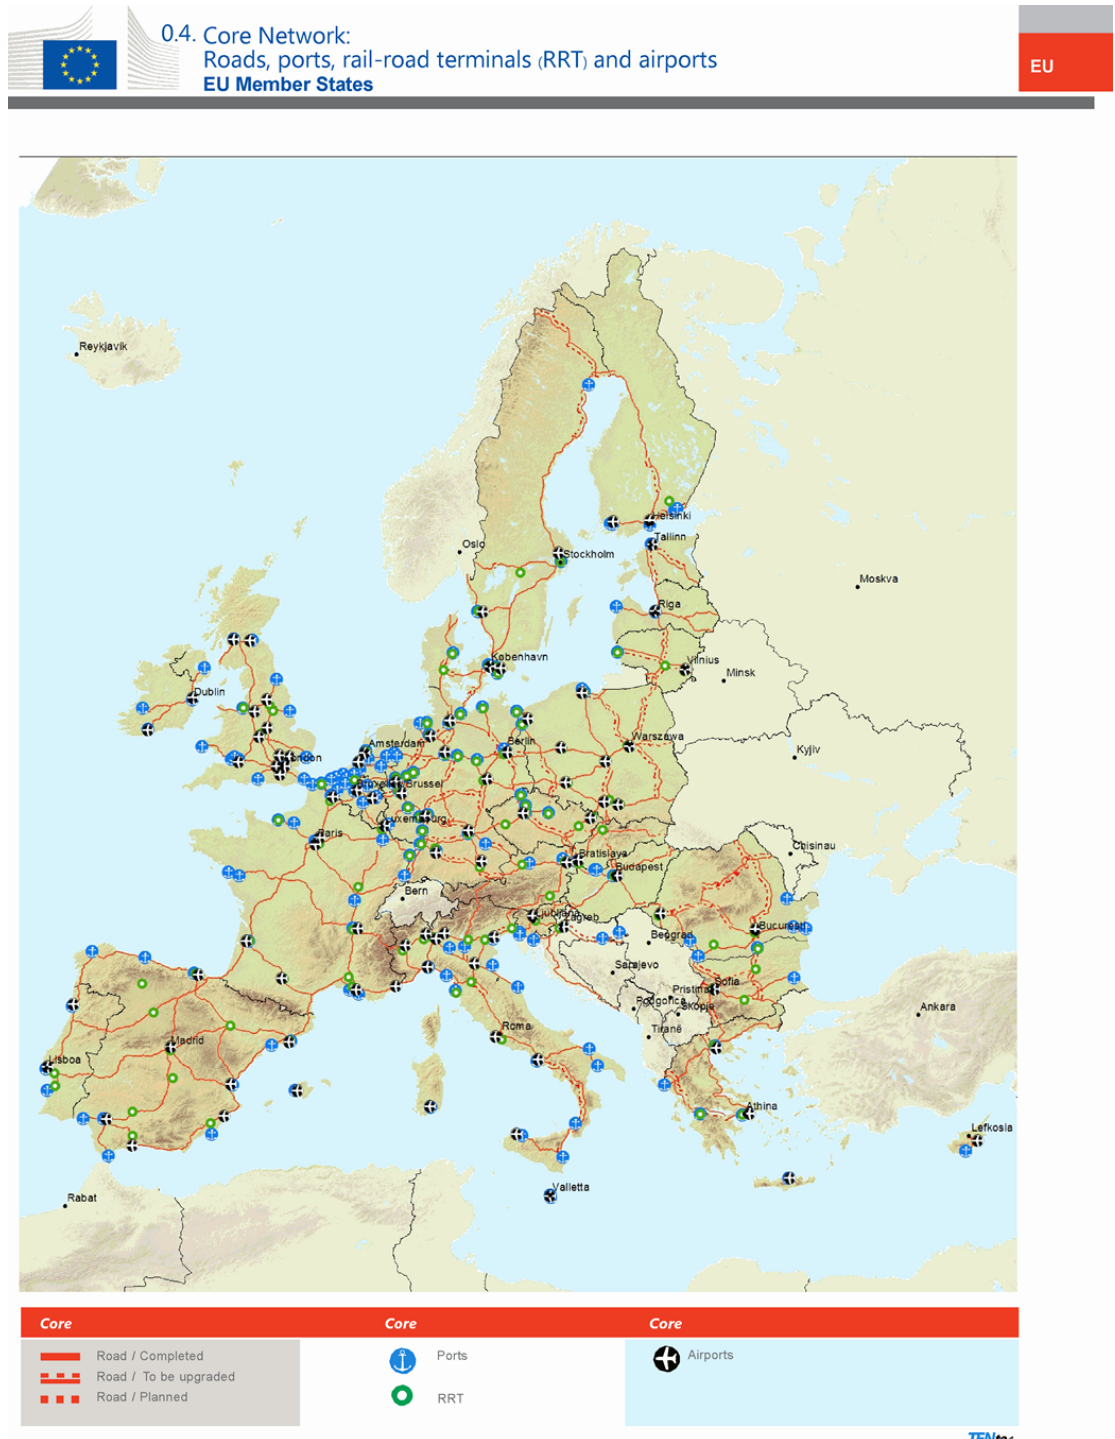 0.4. Core Network:
Roads, ports, rail-road terminals (RRT) and airports
EU Member States
EU
Reykjavik
Oslo
Helsinki
Tallinn
Stockholm
Moskva
Riga
København
Vilnius
Minsk
Dublin
Amsterdam
Berlin
Warszawa
London
Kyjiv
Bruxelles/Brussel
Luxembourg
Paris
Chisinau
Bratislava
Budapest
Bern
Ljubljana
Zagreb
Bucuresti
Beograd
Sarajevo
Sofia
Pristina
Podgorica
Skopje
Ankara
Roma
Tiranë
Madrid
Lisboa
Athina
Lefkosia
Valletta
Rabat
Core
Core
Core
Road / Completed
Road / To be upgraded
Road / Planned
Ports
RRT
Airports
TENtec